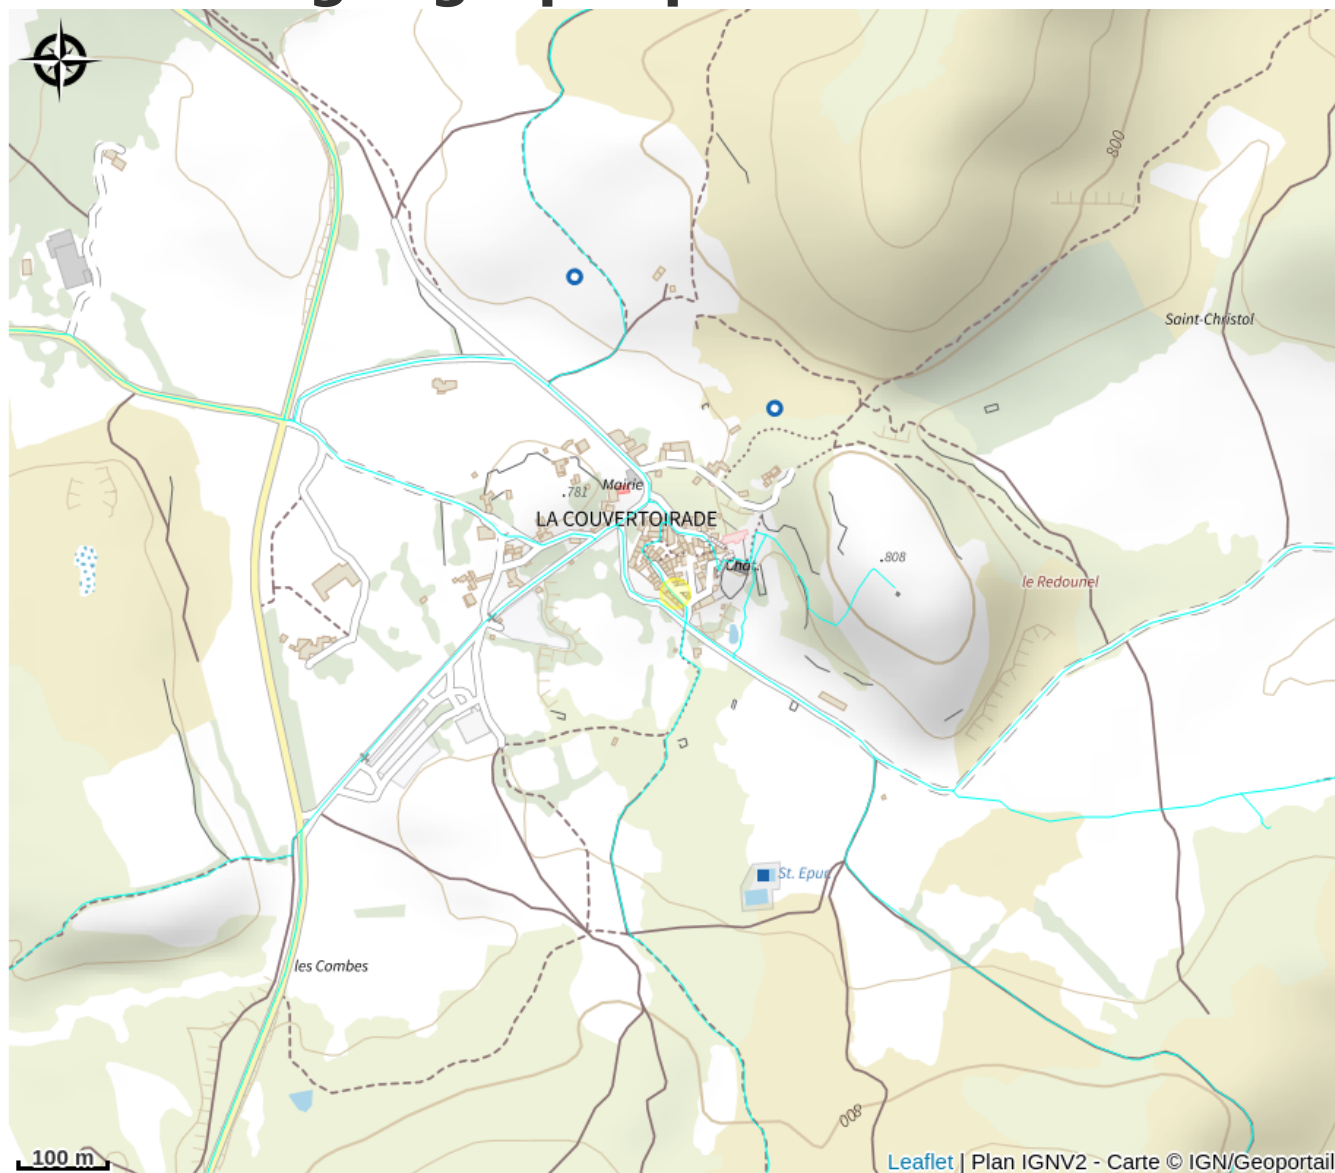 800
Saint-Christol
Mairie
.781
LA COUVERTOIRADE
Chât.
.808
le Redounel
St. Epur.
les Combes
800
100 m
Leaflet | Plan IGNV2 - Carte © IGN/Geoportail